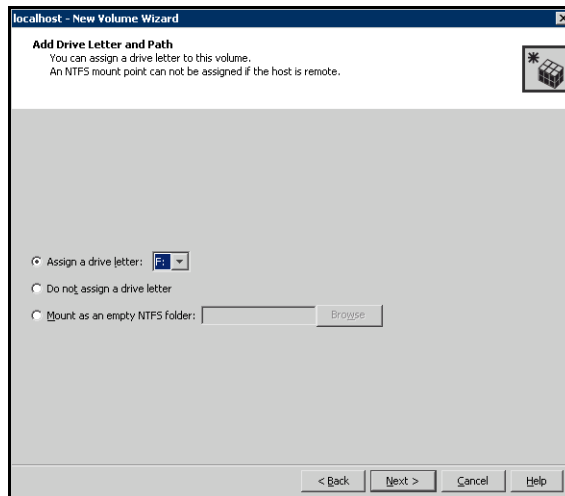 localhost - New Volume Wizard
Add Drive Letter and Path
You can assign a drive letter to this volume.
An NTFS mount point can not be assigned if the host is remote.
Assign a drive letter: F:
Do not assign a drive letter
Mount as an empty NTFS folder: Browse
< Back Next > Cancel Help